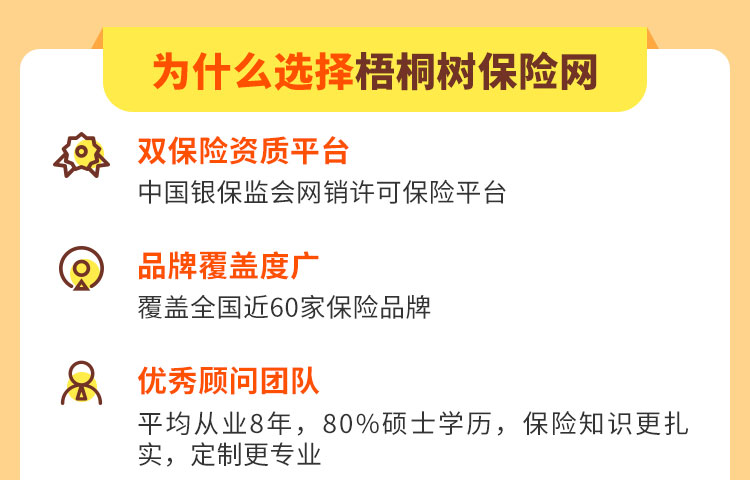 为什么选择梧桐树保险网
双保险资质平台
中国银保监会网销许可保险平台
品牌覆盖度广
覆盖全国近60家保险品牌
优秀顾问团队
平均从业8年，80%硕士学历，保险知识更扎
实，定制更专业